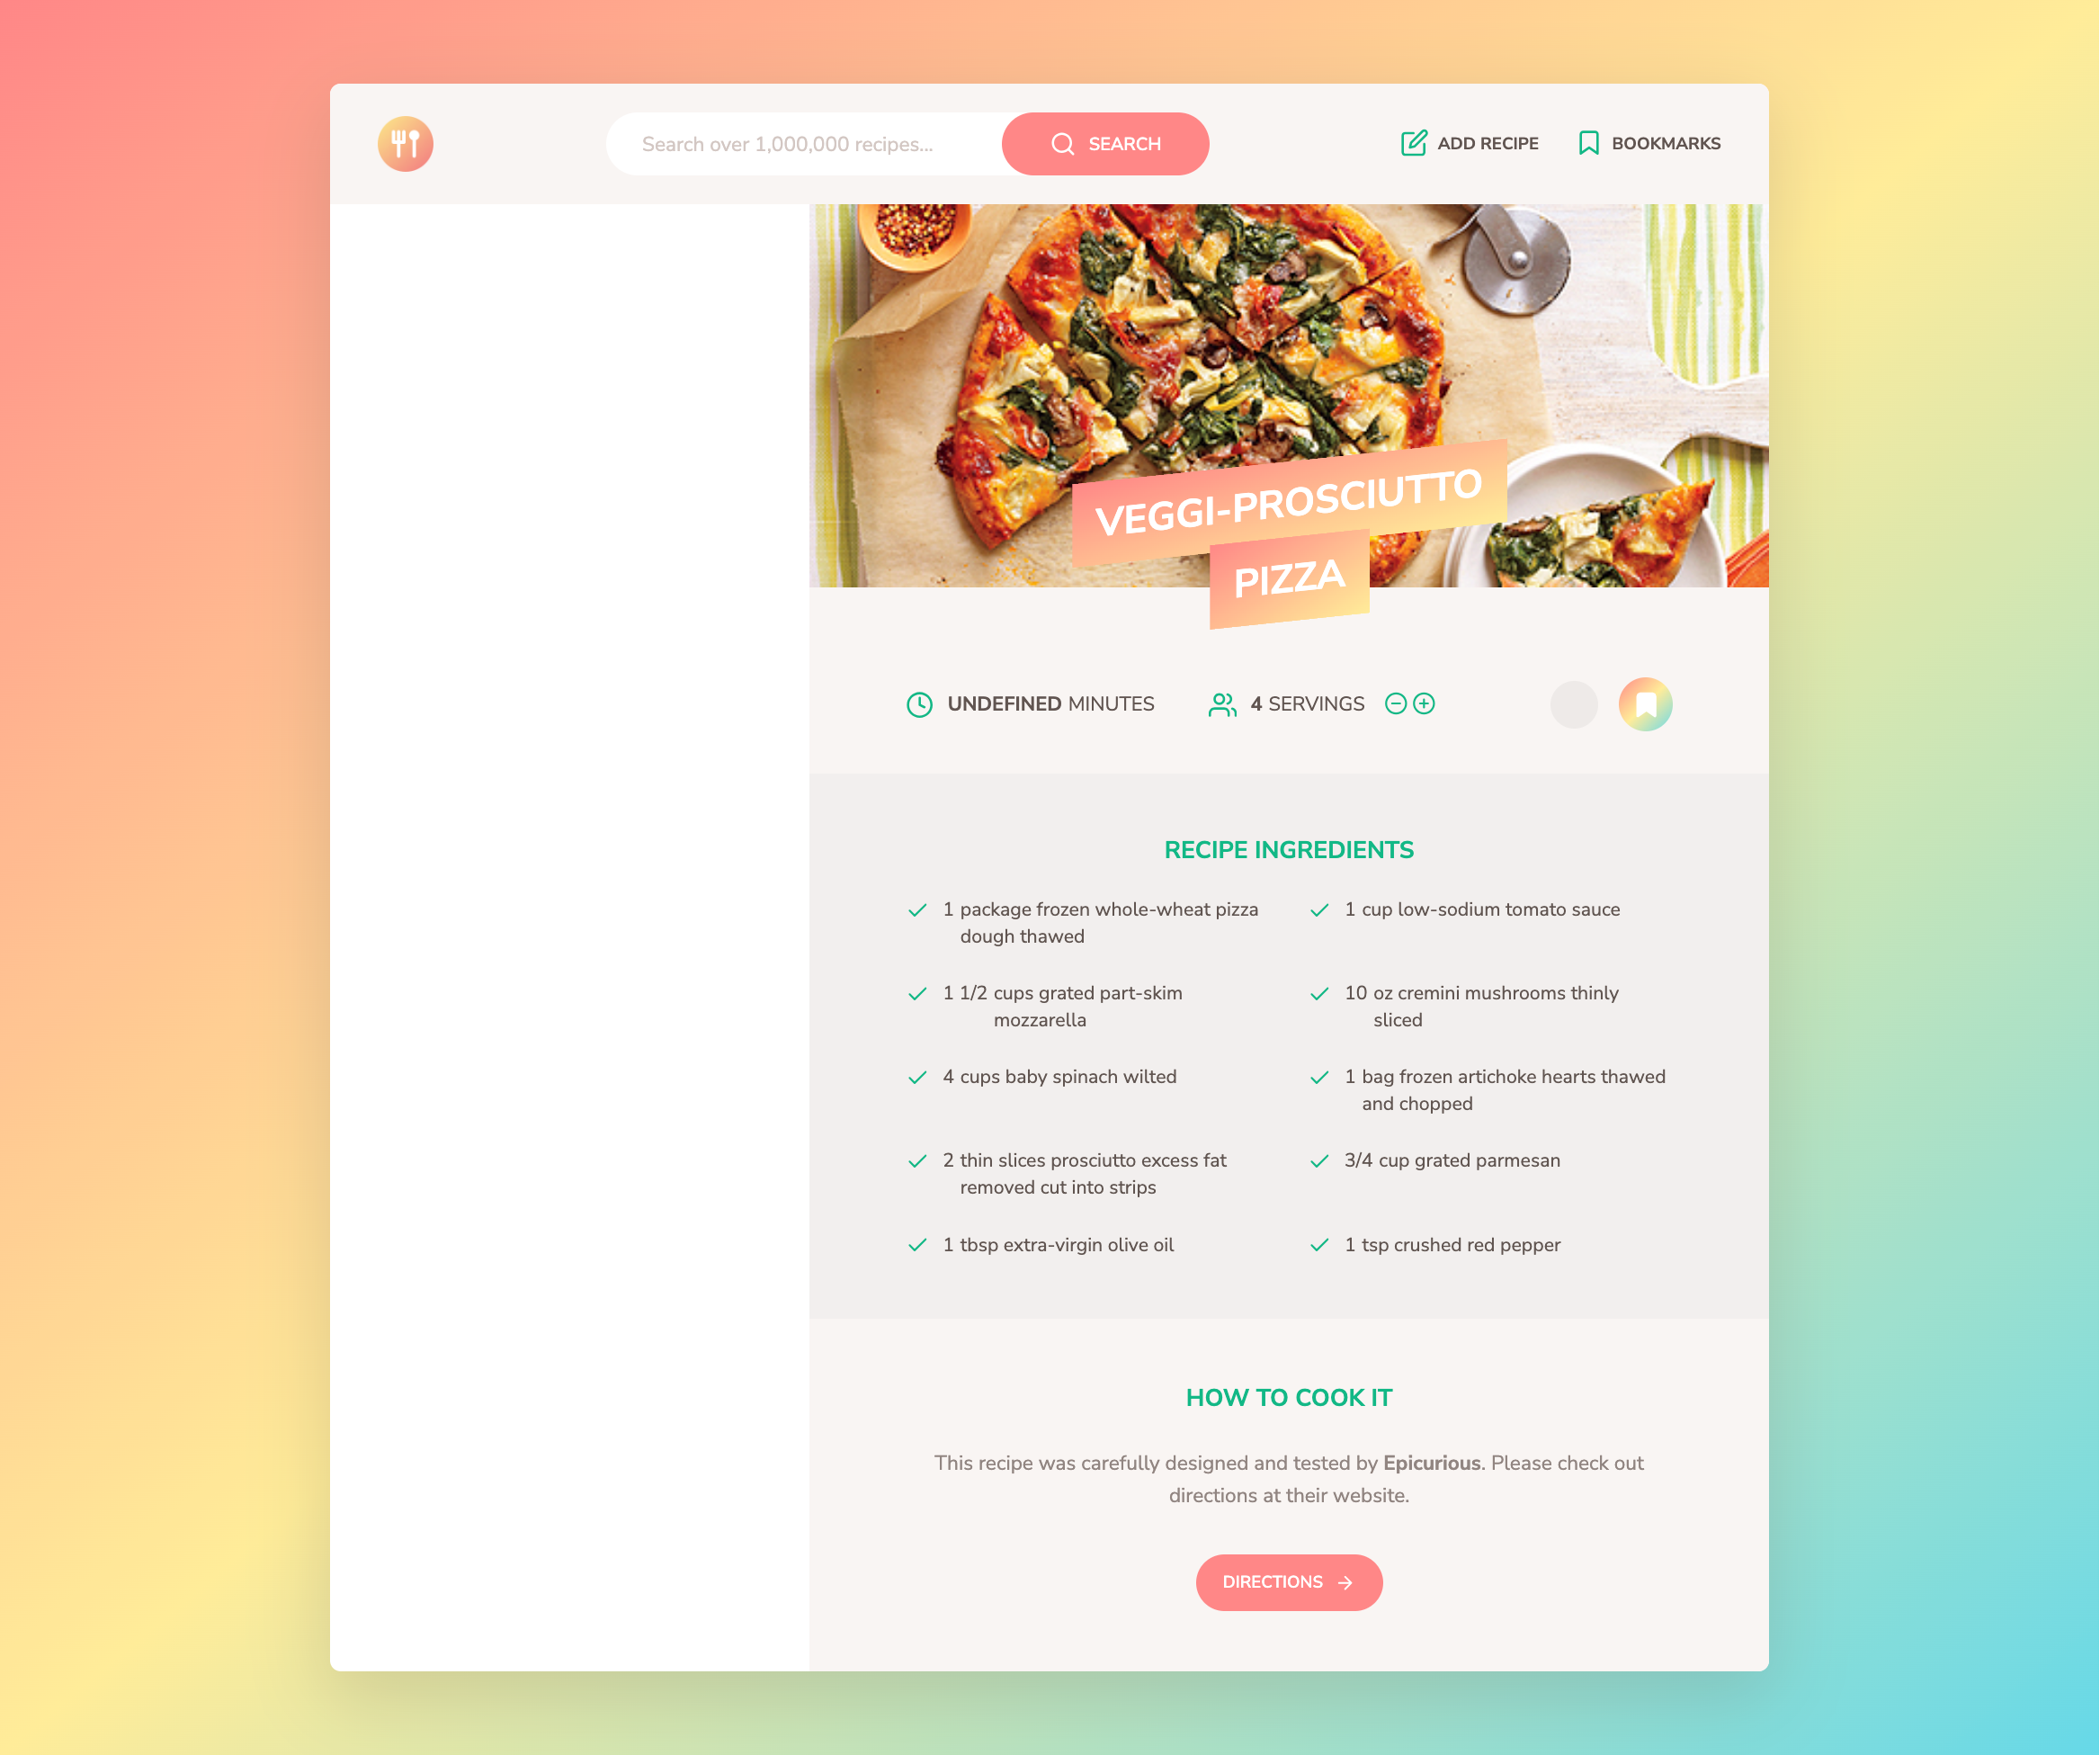 Search over 1,000,000 recipes...
SEARCH
ADD RECIPE
BOOKMARKS
VEGGI-PROSCIUTTO
PIZZA
UNDEFINED MINUTES
4 SERVINGS
RECIPE INGREDIENTS
1 package frozen whole-wheat pizza
dough thawed
1 cup low-sodium tomato sauce
1 1/2 cups grated part-skim
mozzarella
10 oz cremini mushrooms thinly
sliced
4 cups baby spinach wilted
1 bag frozen artichoke hearts thawed
and chopped
2 thin slices prosciutto excess fat
removed cut into strips
3/4 cup grated parmesan
1 tbsp extra-virgin olive oil
1 tsp crushed red pepper
HOW TO COOK IT
This recipe was carefully designed and tested by Epicurious. Please check out
directions at their website.
DIRECTIONS